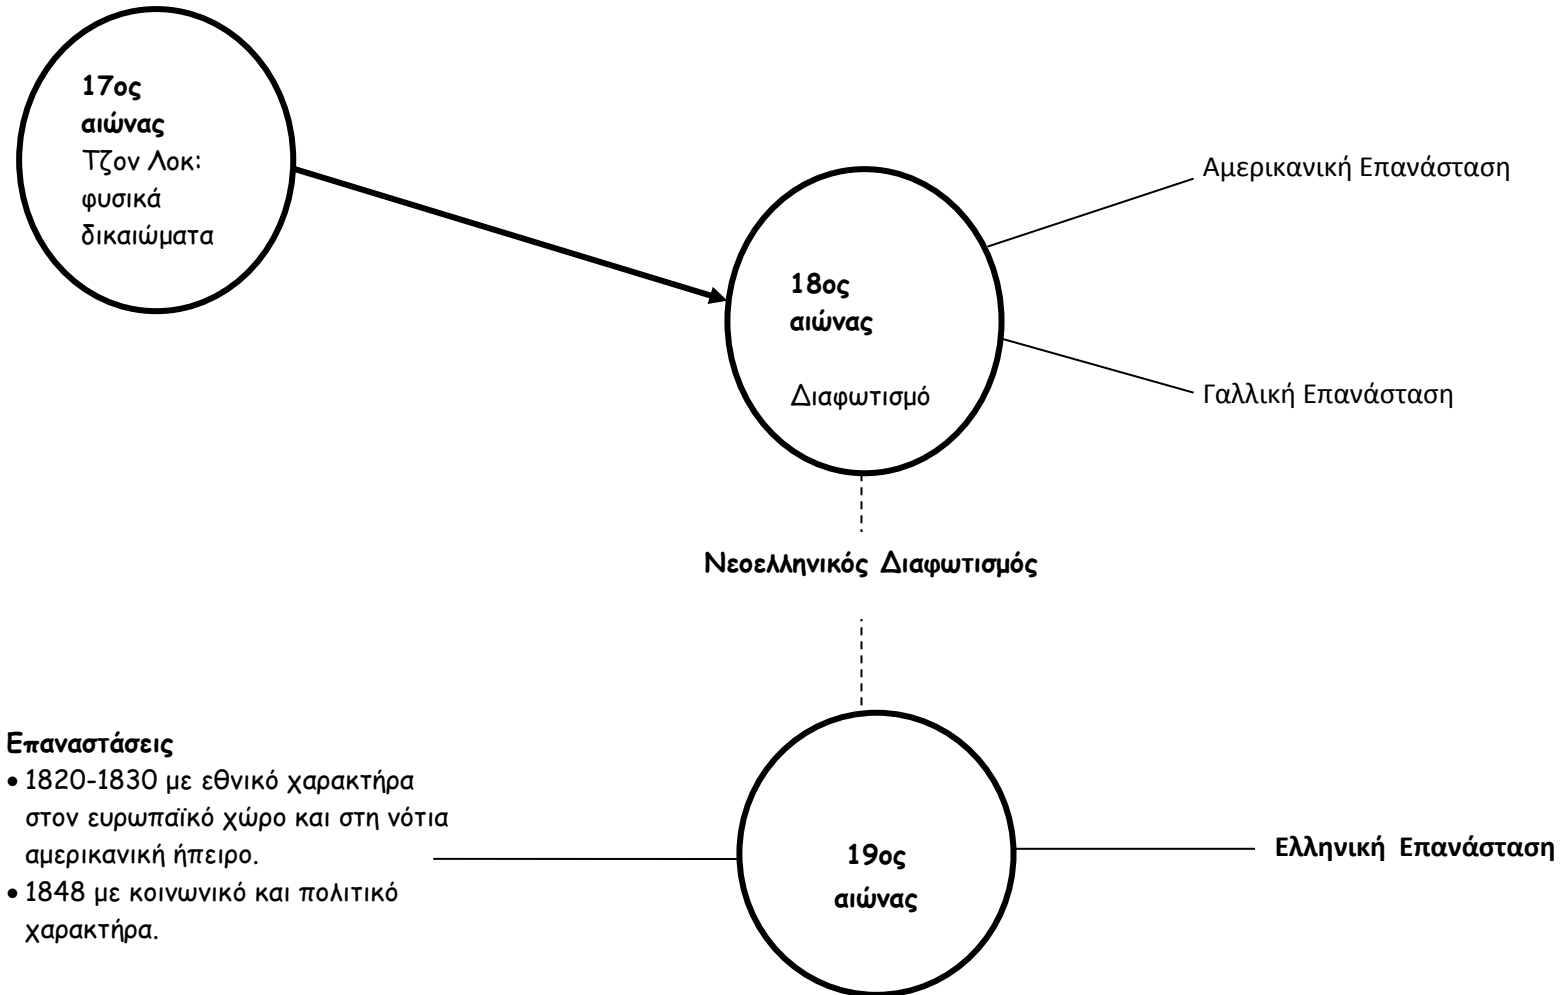 17ος
αιώνας
Τζον Λοκ:
φυσικά
δικαιώματα
Αμερικανική Επανάσταση
18ος
αιώνας
Διαφωτισμό
Γαλλική Επανάσταση
Νεοελληνικός Διαφωτισμός
Επαναστάσεις
• 1820-1830 με εθνικό χαρακτήρα
στον ευρωπαϊκό χώρο και στη νότια
αμερικανική ήπειρο.
• 1848 με κοινωνικό και πολιτικό
χαρακτήρα.
19ος
αιώνας
Ελληνική Επανάσταση